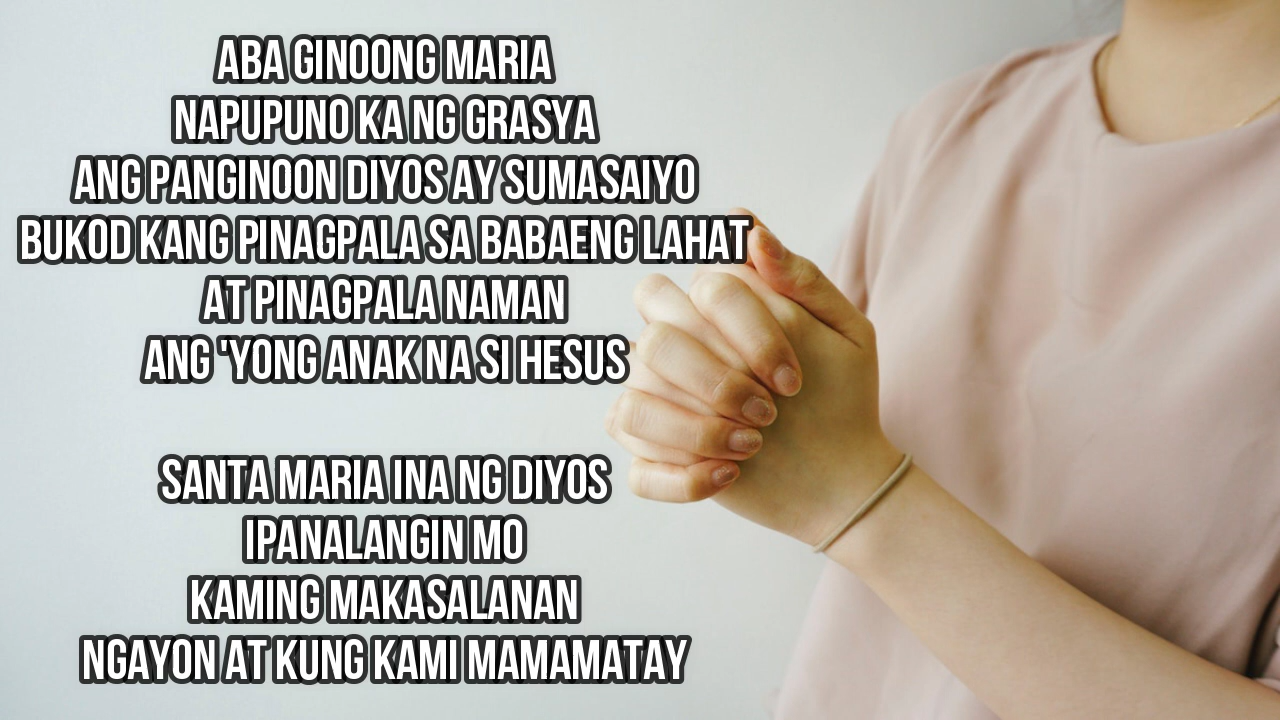 ABA GINOONG MARIA
NAPUPUNO KA NG GRASYA
ANG PANGINOON DIYOS AY SUMASAIYO
BUKOD KANG PINAGPALA SA BABAENG LAHAT
AT PINAGPALA NAMAN
ANG 'YONG ANAK NA SI HESUS
SANTA MARIA INA NG DIYOS
IPANALANGIN MO
KAMING MAKASALANAN
NGAYON AT KUNG KAMI MAMAMATAY